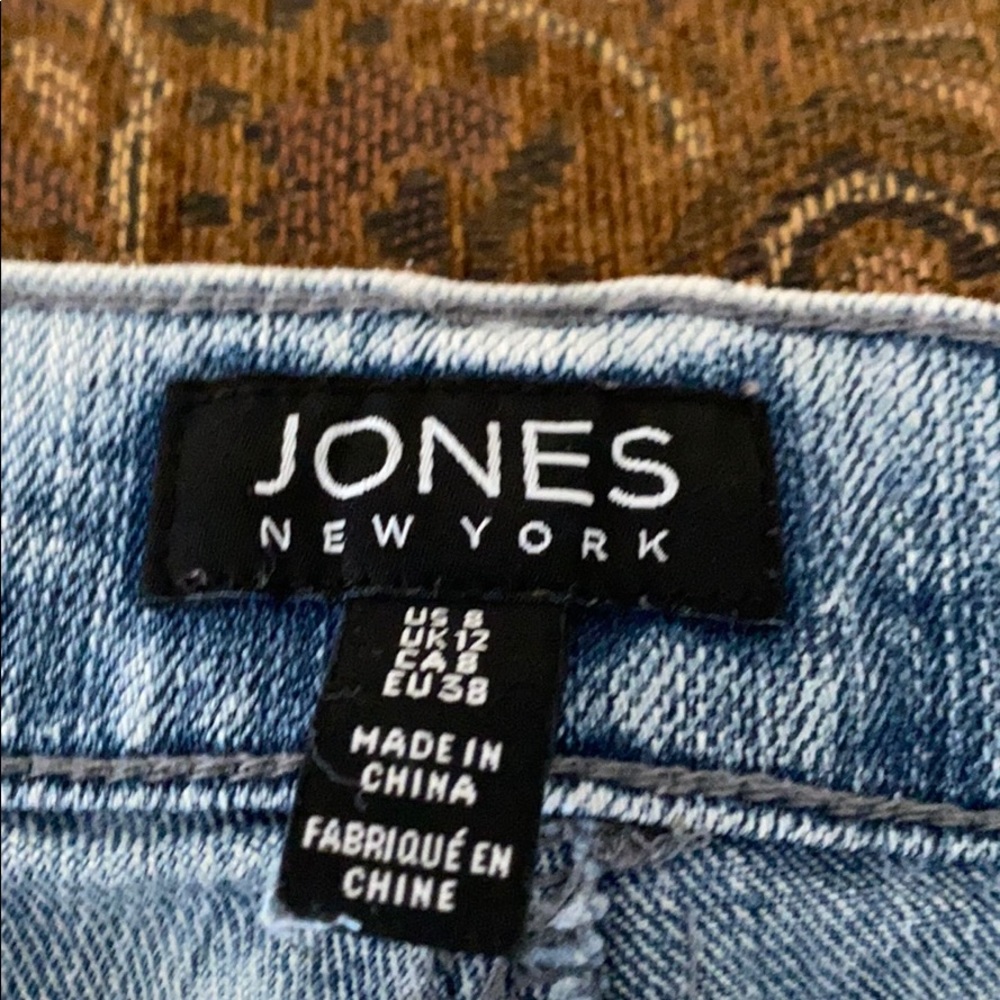 JONES
NEW YORK
US 8
UK 12
CA 8
EU 38
MADE IN
CHINA
FABRIQUÉ EN
CHINE